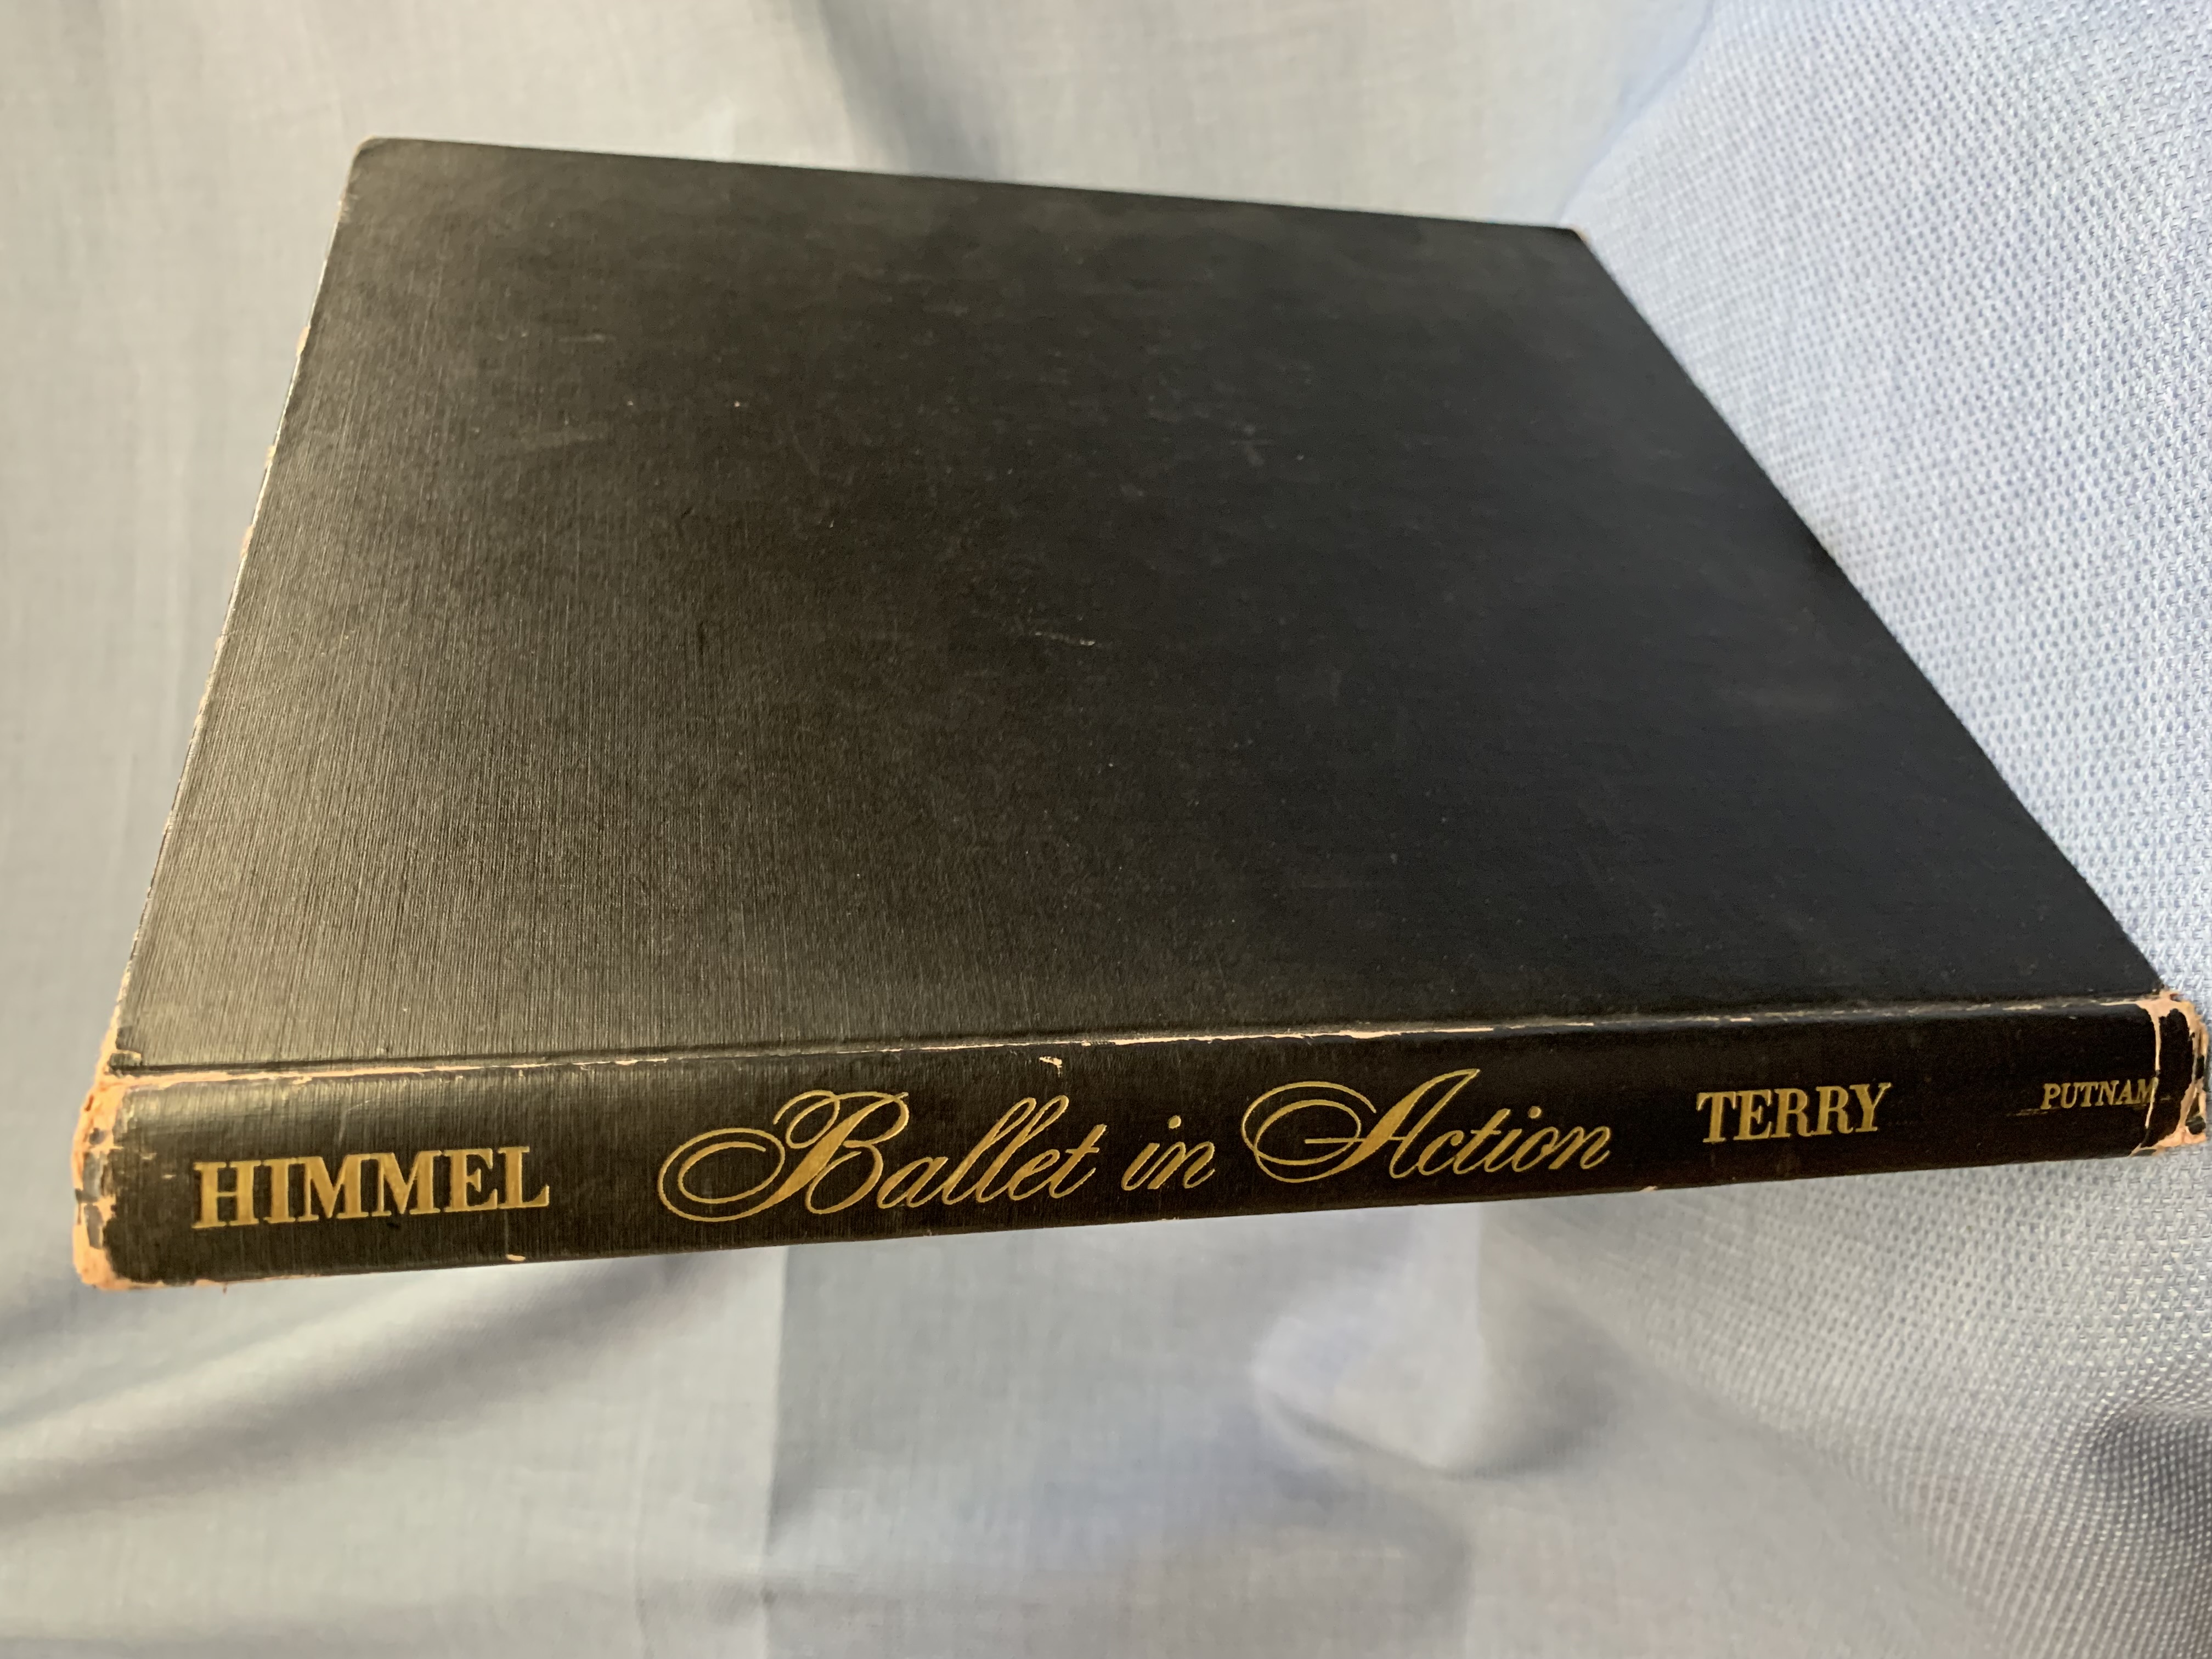 HIMMEL Ballet in Action TERRY PUTNAM